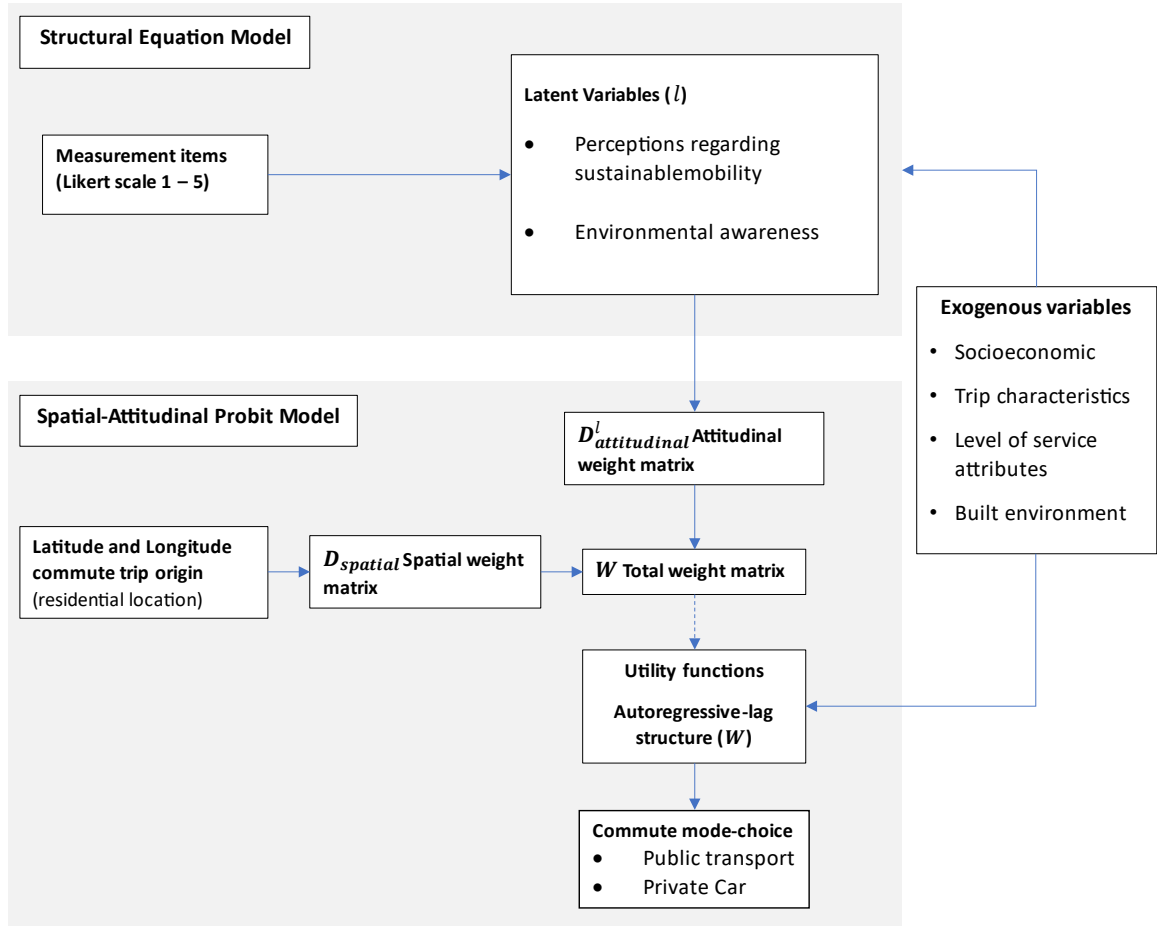 Structural Equation Model
Latent Variables (l)
• Perceptions regarding
sustainablemobility
• Environmental awareness
Measurement items
(Likert scale 1 – 5)
Exogenous variables
• Socioeconomic
• Trip characteristics
• Level of service
attributes
• Built environment
Spatial-Attitudinal Probit Model
D^l_attitudinal Attitudinal
weight matrix
Latitude and Longitude
commute trip origin
(residential location)
D_spatial Spatial weight
matrix
W Total weight matrix
Utility functions
Autoregressive-lag
structure (W)
Commute mode-choice
• Public transport
• Private Car